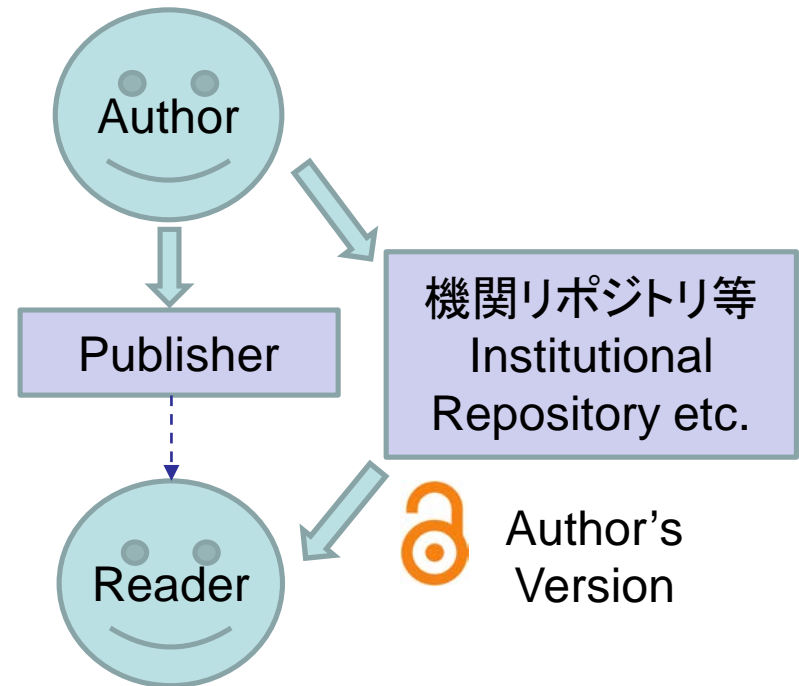 Author
Publisher
機関リポジトリ等
Institutional
Repository etc.
Author’s
Version
Reader